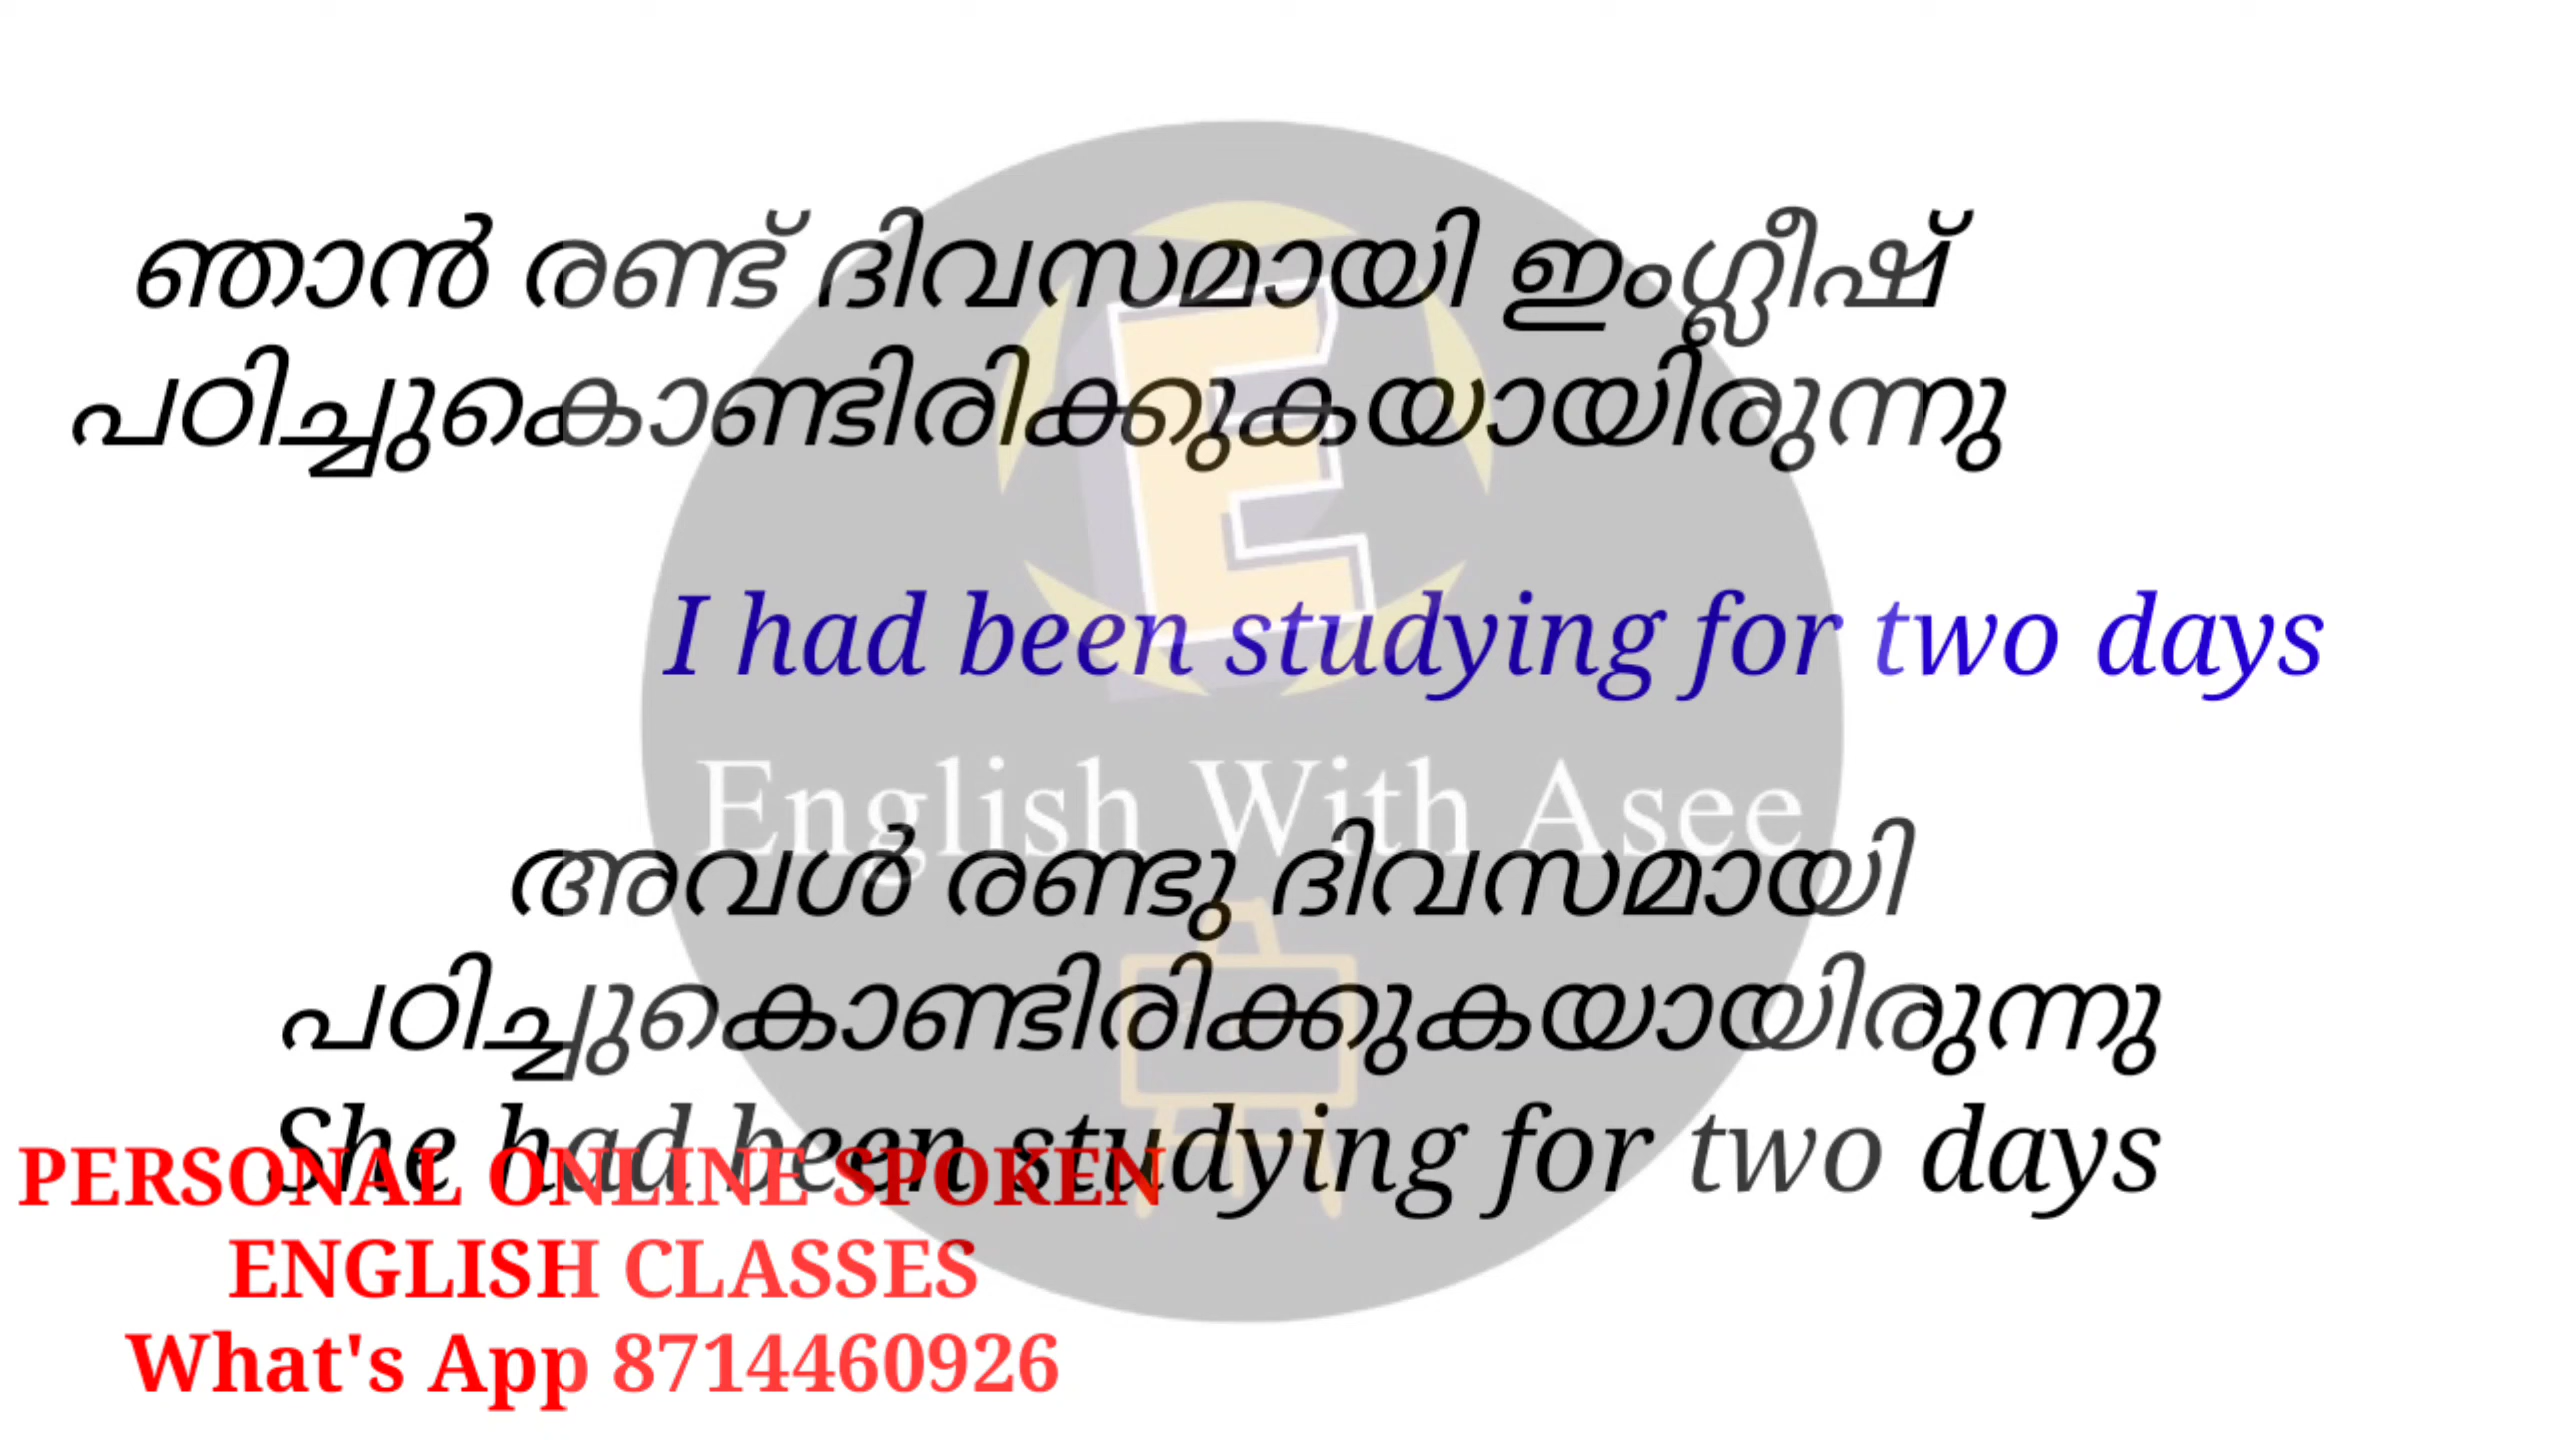 ഞാൻ രണ്ട് ദിവസമായി ഇംഗ്ലീഷ്
പഠിച്ചുകൊണ്ടിരിക്കുകയായിരുന്നു
I had been studying for two days
English With Asee
അവൾ രണ്ടു ദിവസമായി
പഠിച്ചുകൊണ്ടിരിക്കുകയായിരുന്നു
She had been studying for two days
PERSONAL ONLINE SPOKEN
ENGLISH CLASSES
What's App 8714460926